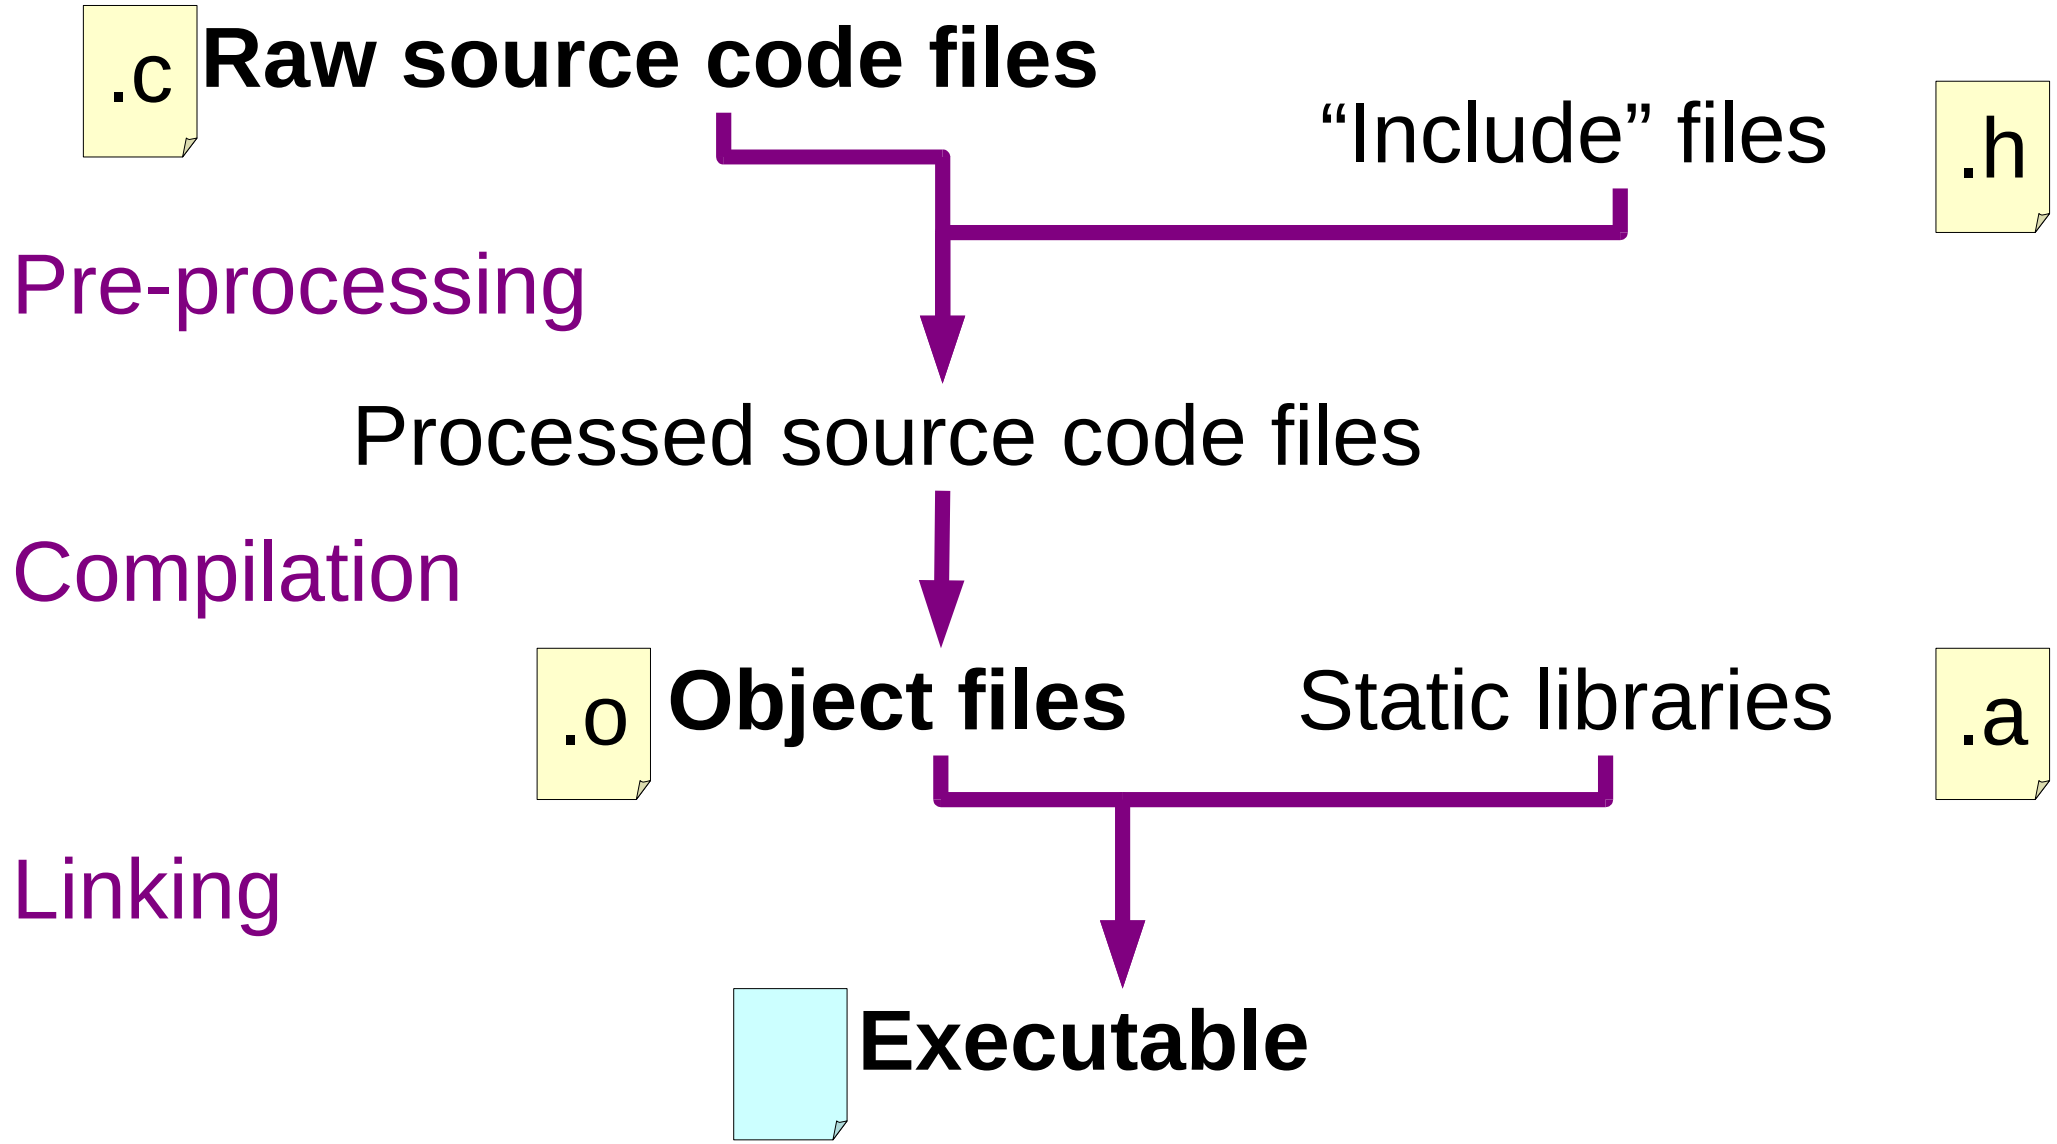 .c Raw source code files
“Include” files .h
Pre-processing
Processed source code files
Compilation
.o Object files Static libraries .a
Linking
Executable